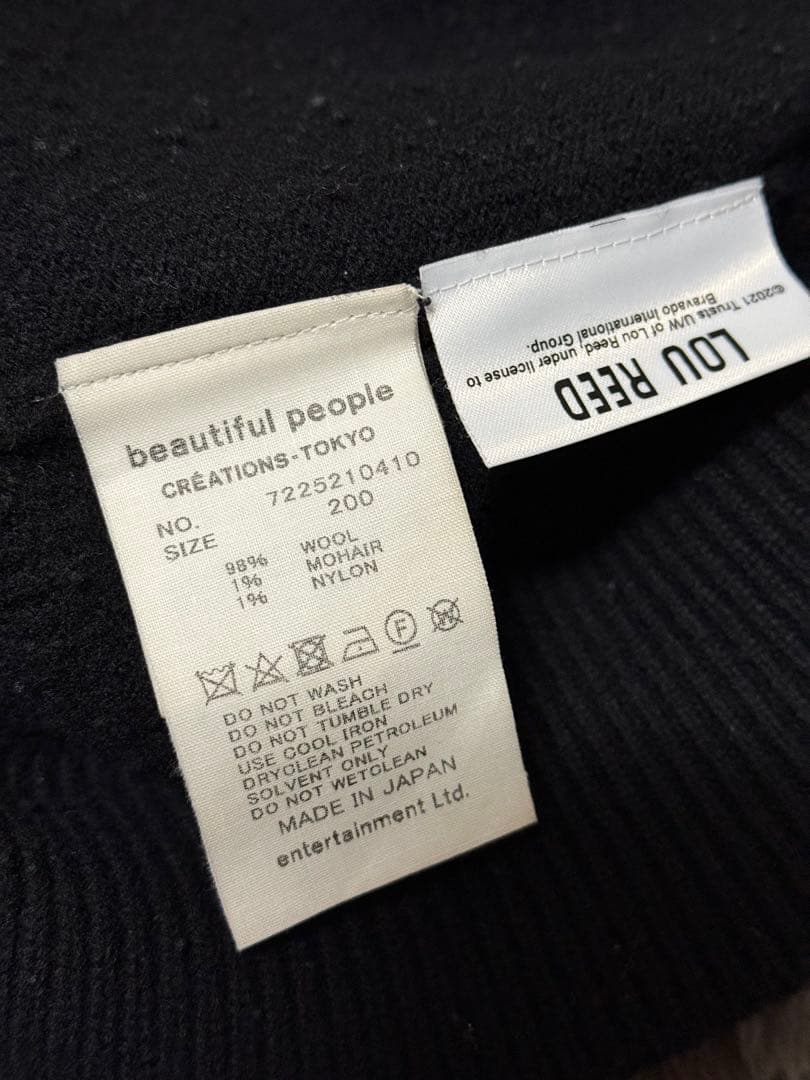 beautiful people
CRÉATIONS-TOKYO
NO. 7225210410
SIZE 200
98% WOOL
1% MOHAIR
1% NYLON
F
W
DO NOT WASH
DO NOT BLEACH
DO NOT TUMBLE DRY
USE COOL IRON
DRYCLEAN PETROLEUM
SOLVENT ONLY
DO NOT WETCLEAN
MADE IN JAPAN
entertainment Ltd.
LOU REED
©2021 Trusts U/W of Lou Reed, under license to
Bravado International Group.